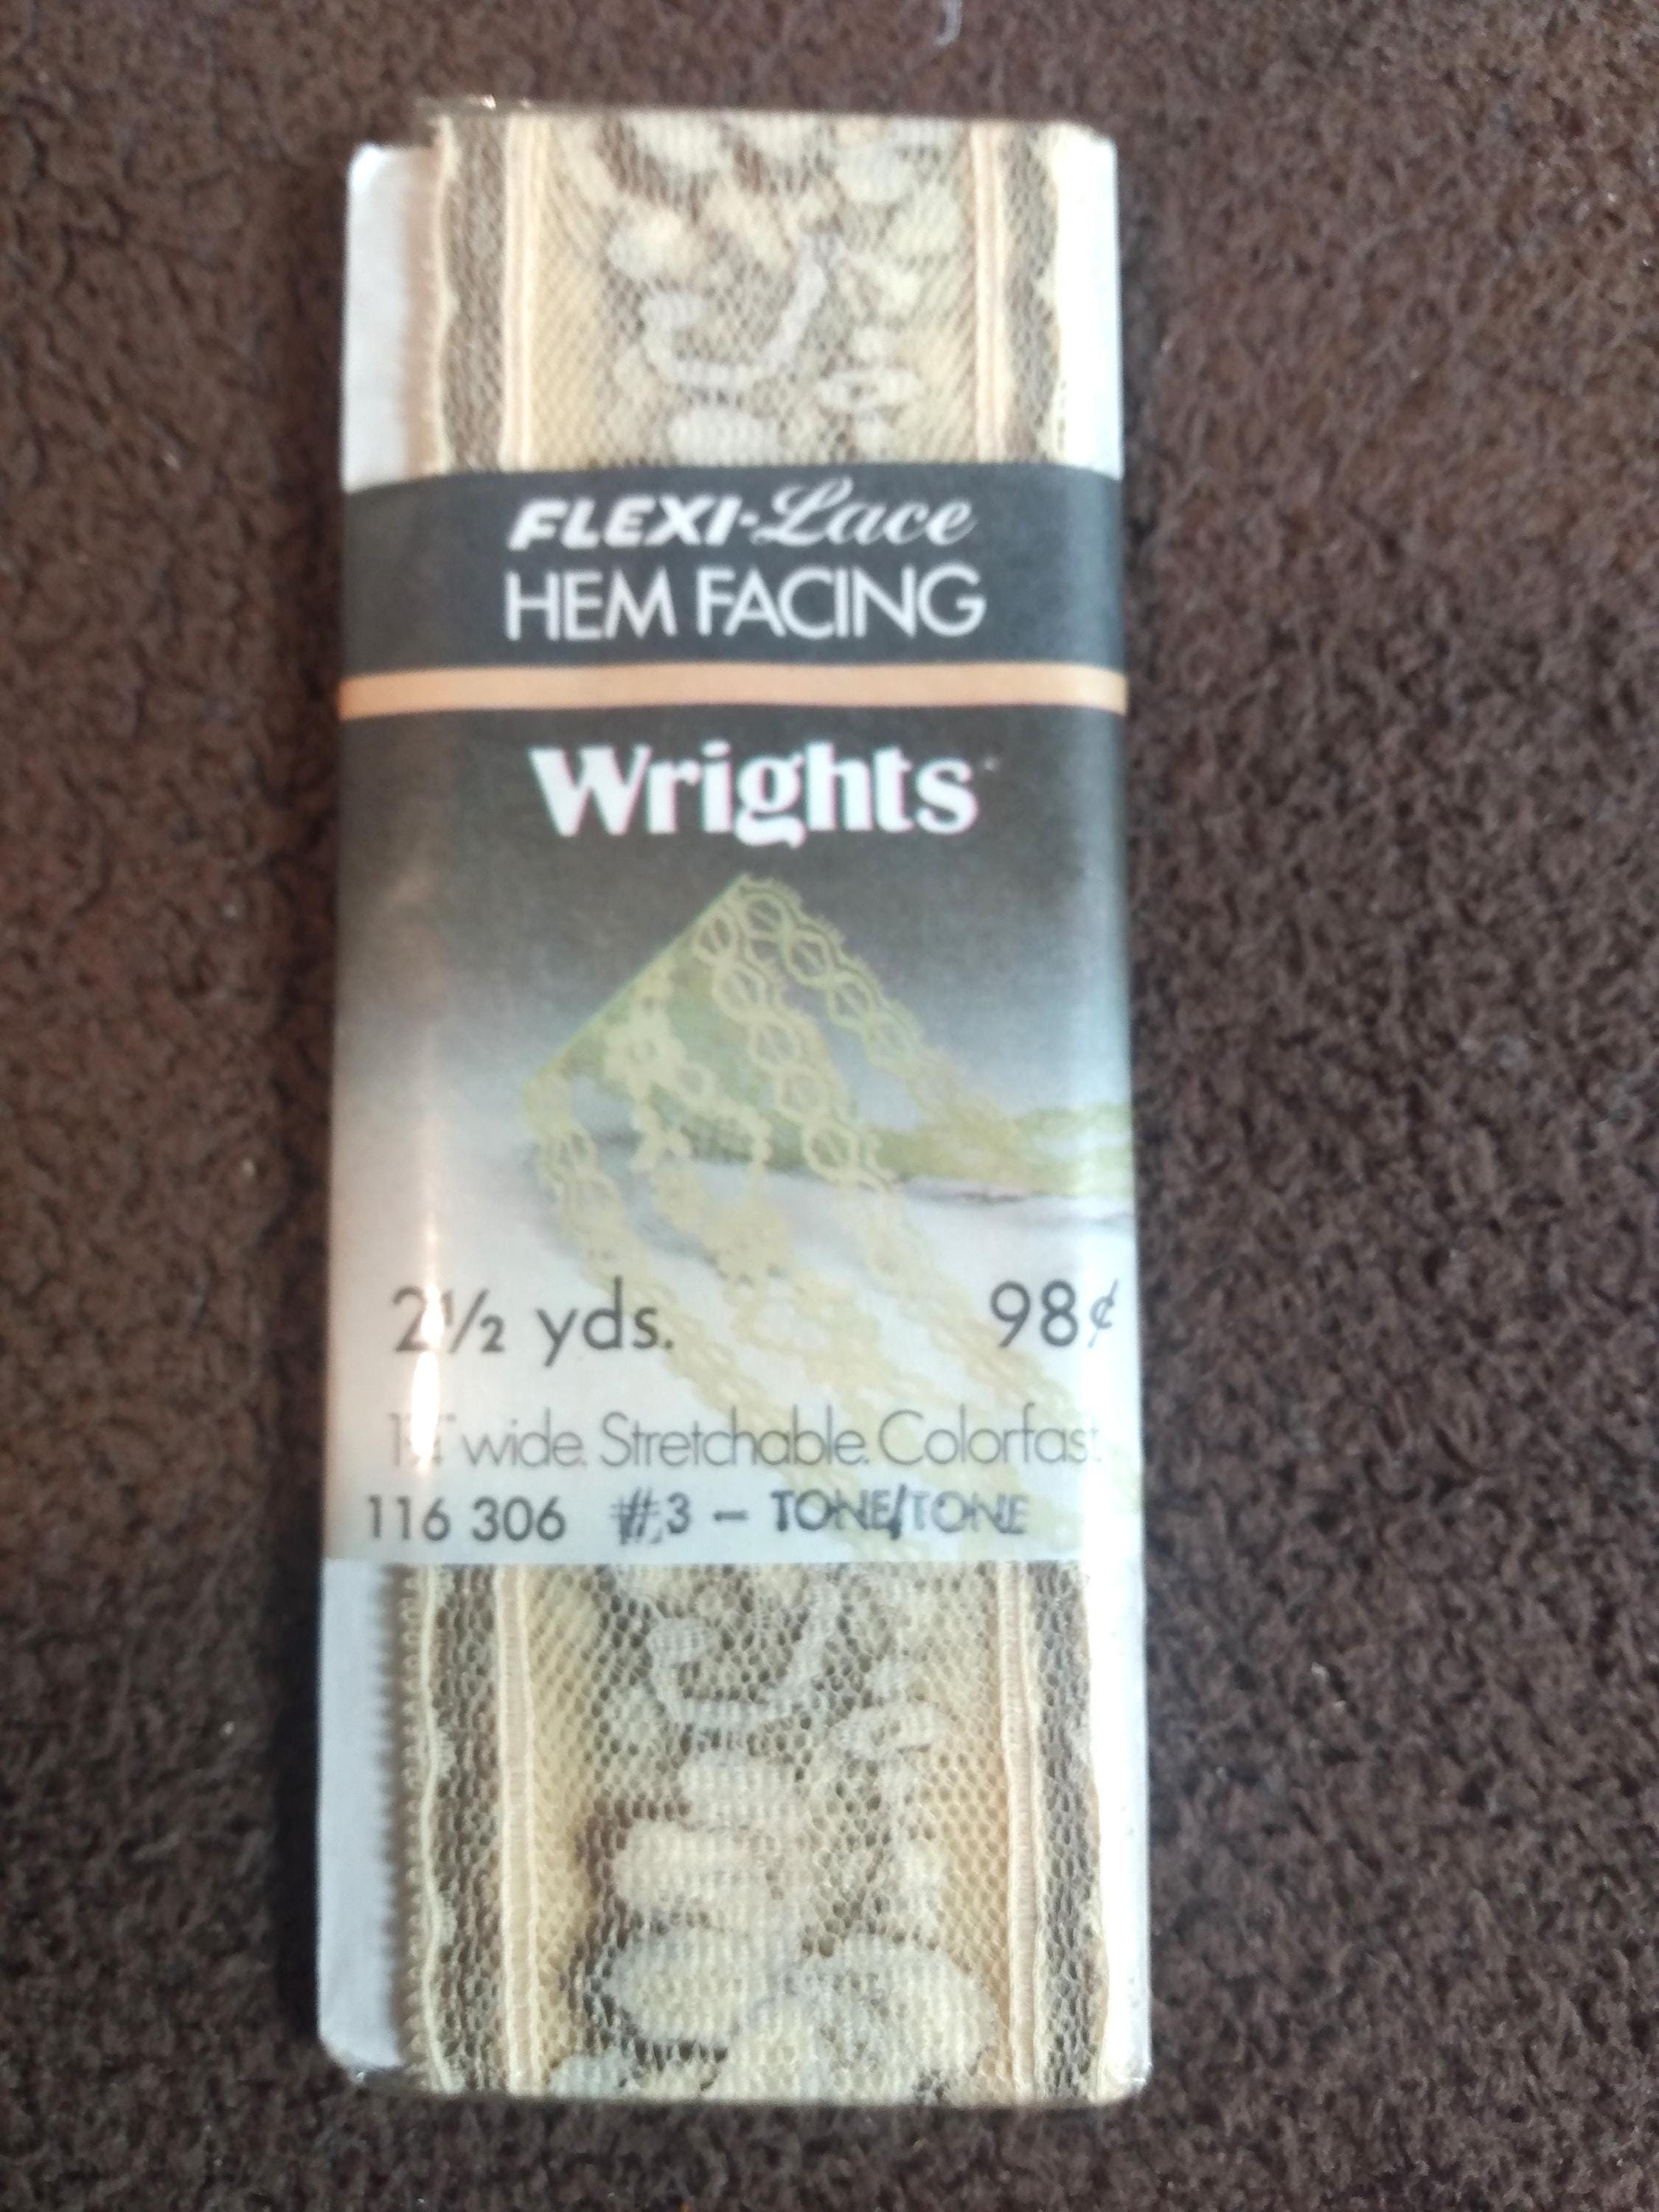 FLEXI-Lace
HEM FACING
Wrights
2½ yds. 98¢
wide. Stretchable. Colorfast.
116 306 #3 – TONE/TONE